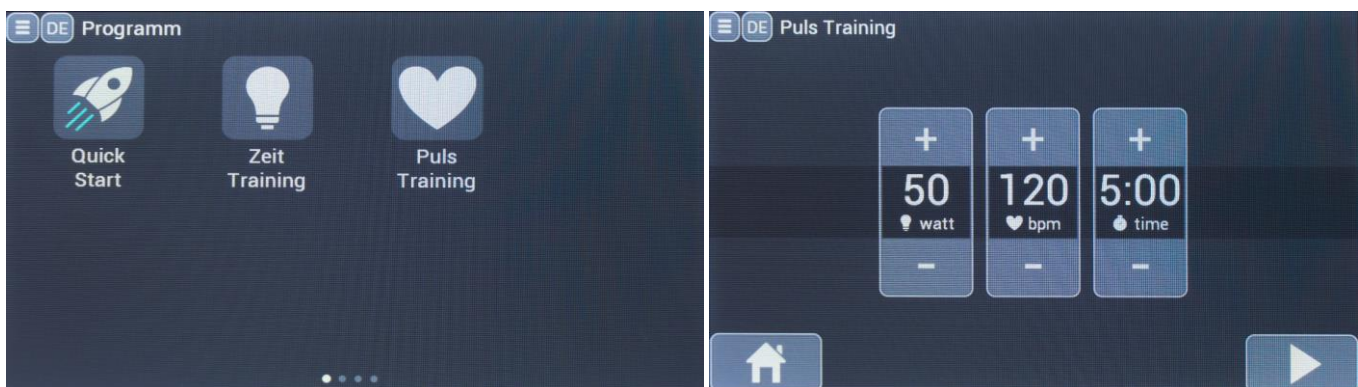 DE Programm
Quick
Start
Zeit
Training
Puls
Training
DE Puls Training
+ + +
50 120 5:00
watt bpm time
- - -